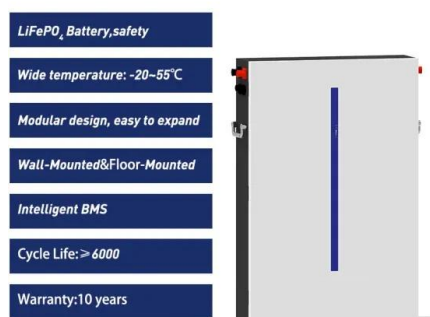 LiFePO₄ Battery,safety
Wide temperature: -20~55℃
Modular design, easy to expand
Wall-Mounted&Floor-Mounted
Intelligent BMS
Cycle Life:≥6000
Warranty:10 years